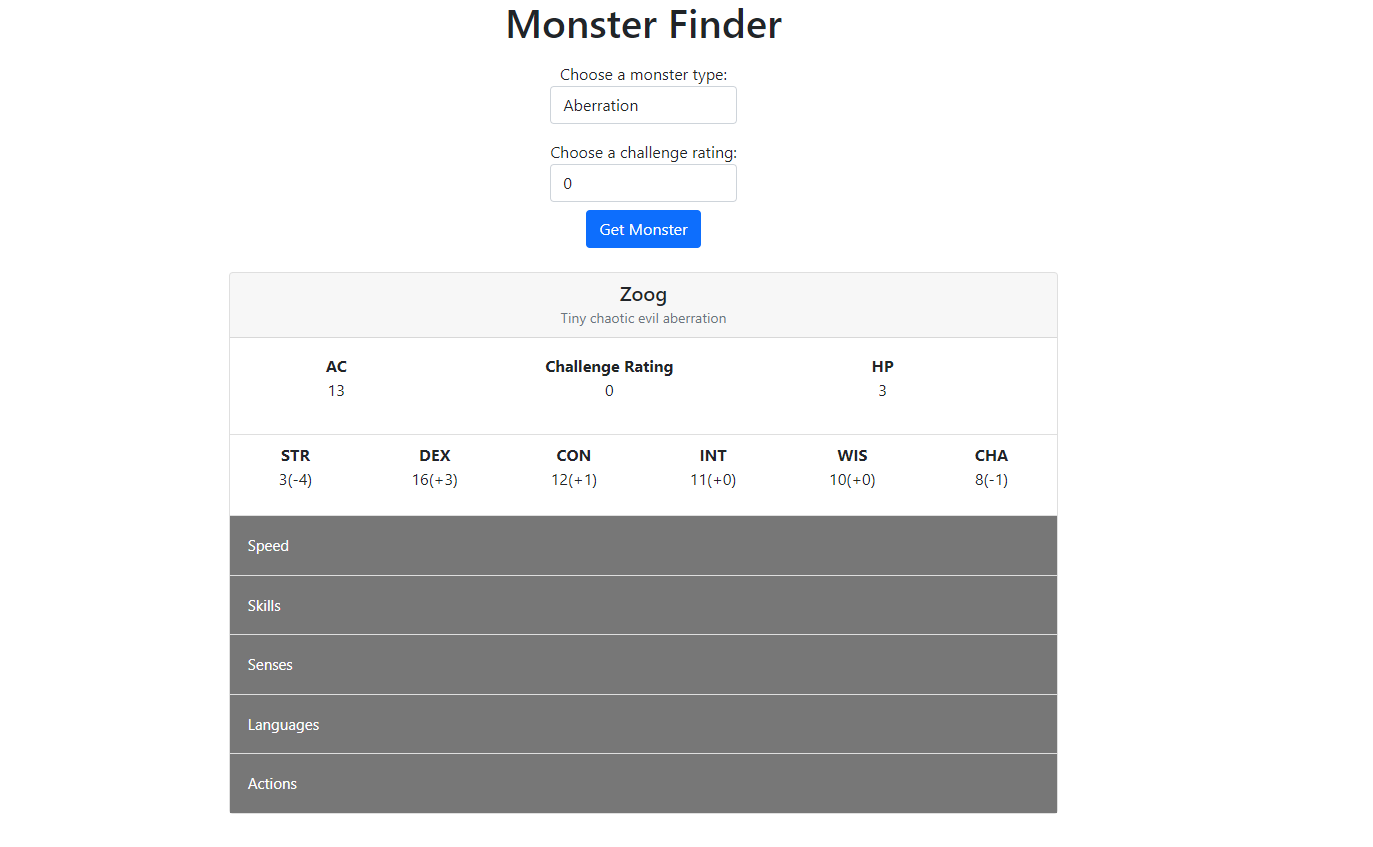 Monster Finder
Choose a monster type:
Aberration
Choose a challenge rating:
0
Get Monster
Zoog
Tiny chaotic evil aberration
AC Challenge Rating HP
13 0 3
STR DEX CON INT WIS CHA
3(-4) 16(+3) 12(+1) 11(+0) 10(+0) 8(-1)
Speed
Skills
Senses
Languages
Actions